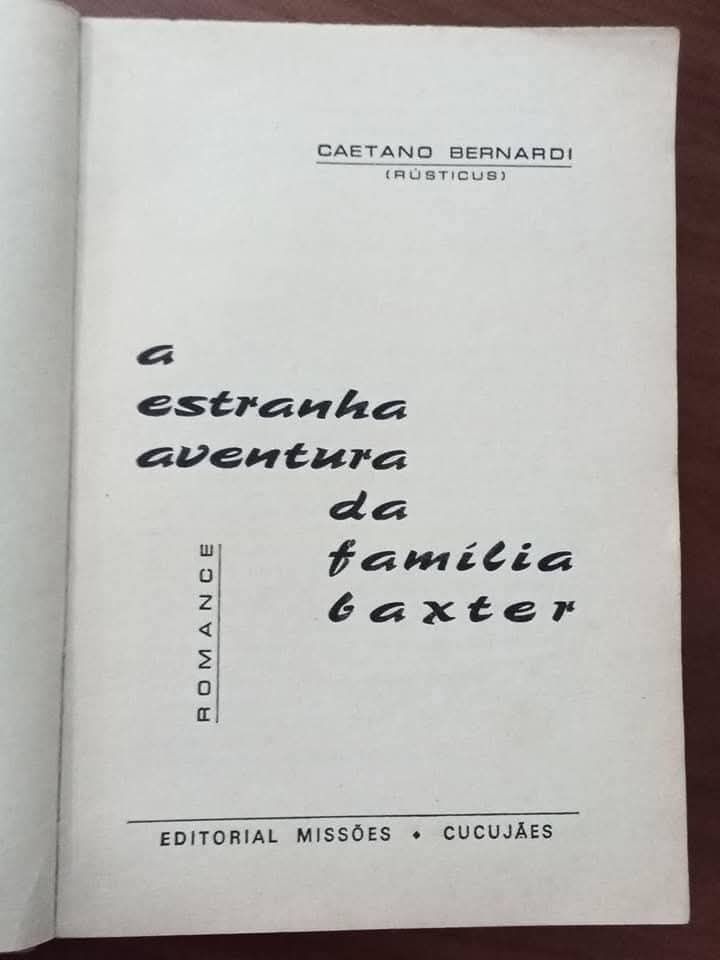 CAETANO BERNARDI
(RÚSTICUS)
a
estranha
aventura
da
família
baxter
ROMANCE
EDITORIAL MISSÕES • CUCUJÃES